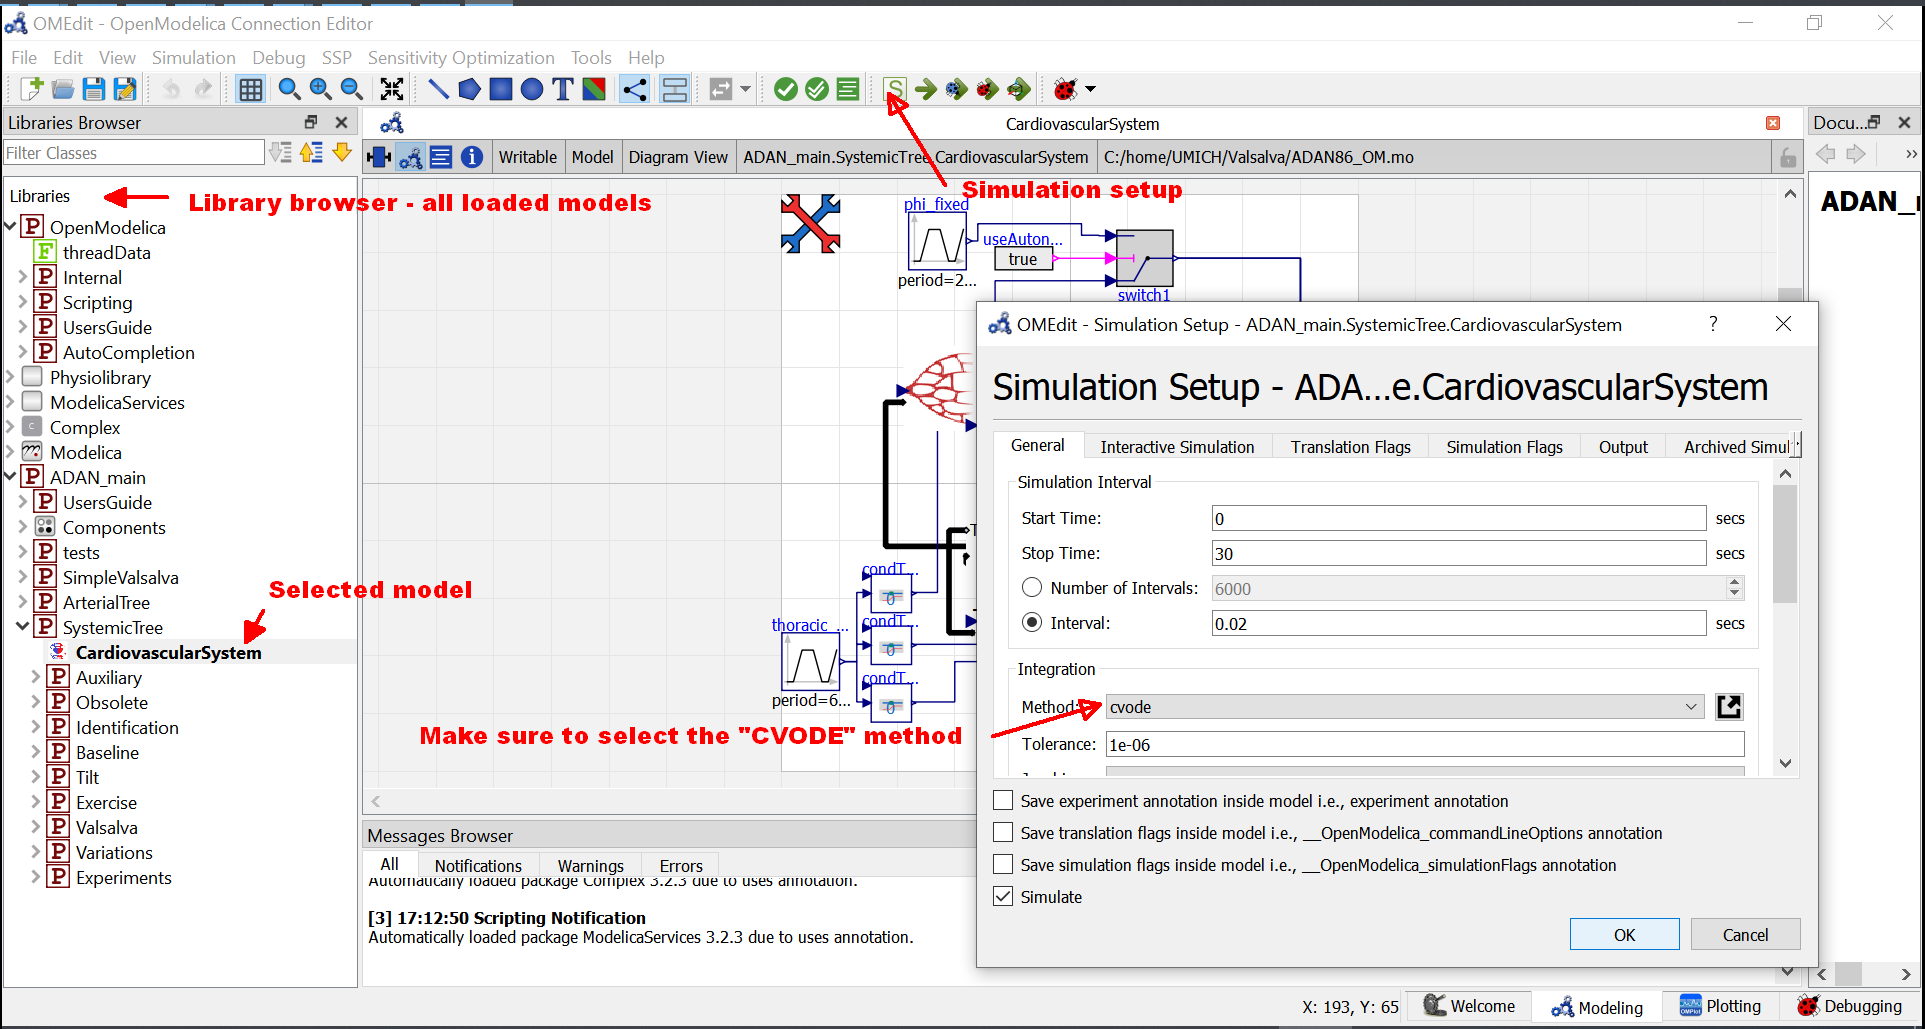 OMEdit - OpenModelica Connection Editor
File Edit View Simulation Debug SSP Sensitivity Optimization Tools Help
Libraries Browser
Filter Classes
Libraries
Library browser - all loaded models
OpenModelica
threadData
Internal
Scripting
UsersGuide
AutoCompletion
Physiolibrary
ModelicaServices
Complex
Modelica
ADAN_main
UsersGuide
Components
tests
SimpleValsalva
ArterialTree
SystemicTree
Selected model
CardiovascularSystem
Auxiliary
Obsolete
Identification
Baseline
Tilt
Exercise
Valsalva
Variations
Experiments
CardiovascularSystem
Writable Model Diagram View ADAN_main.SystemicTree.CardiovascularSystem C:/home/UMICH/Valsalva/ADAN86_OM.mo
Simulation setup
phi_fixed
useAuton...
true
period=2...
switch1
condT...
thoracic_...
condT...
condT...
period=6...
Make sure to select the "CVODE" method
Docu...
ADAN_
OMEdit - Simulation Setup - ADAN_main.SystemicTree.CardiovascularSystem
Simulation Setup - ADA...e.CardiovascularSystem
General Interactive Simulation Translation Flags Simulation Flags Output Archived Simul
Simulation Interval
Start Time: 0 secs
Stop Time: 30 secs
Number of Intervals: 6000
Interval: 0.02 secs
Integration
Method: cvode
Tolerance: 1e-06
Save experiment annotation inside model i.e., experiment annotation
Save translation flags inside model i.e., __OpenModelica_commandLineOptions annotation
Save simulation flags inside model i.e., __OpenModelica_simulationFlags annotation
Simulate
OK Cancel
Messages Browser
All Notifications Warnings Errors
Automatically loaded package Complex 3.2.3 due to uses annotation.
[3] 17:12:50 Scripting Notification
Automatically loaded package ModelicaServices 3.2.3 due to uses annotation.
X: 193, Y: 65 Welcome Modeling Plotting Debugging